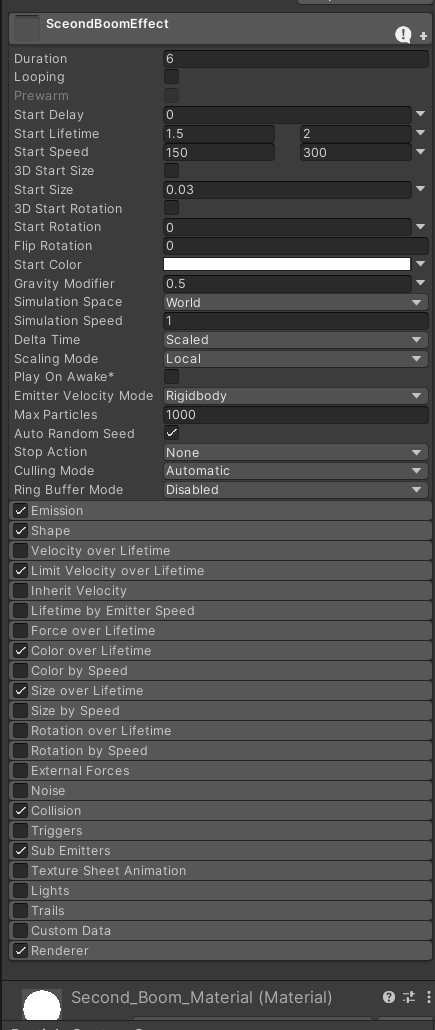 SceondBoomEffect
Duration 6
Looping
Prewarm
Start Delay 0
Start Lifetime 1.5 2
Start Speed 150 300
3D Start Size
Start Size 0.03
3D Start Rotation
Start Rotation 0
Flip Rotation 0
Start Color
Gravity Modifier 0.5
Simulation Space World
Simulation Speed 1
Delta Time Scaled
Scaling Mode Local
Play On Awake*
Emitter Velocity Mode Rigidbody
Max Particles 1000
Auto Random Seed
Stop Action None
Culling Mode Automatic
Ring Buffer Mode Disabled
Emission
Shape
Velocity over Lifetime
Limit Velocity over Lifetime
Inherit Velocity
Lifetime by Emitter Speed
Force over Lifetime
Color over Lifetime
Color by Speed
Size over Lifetime
Size by Speed
Rotation over Lifetime
Rotation by Speed
External Forces
Noise
Collision
Triggers
Sub Emitters
Texture Sheet Animation
Lights
Trails
Custom Data
Renderer
Second_Boom_Material (Material)